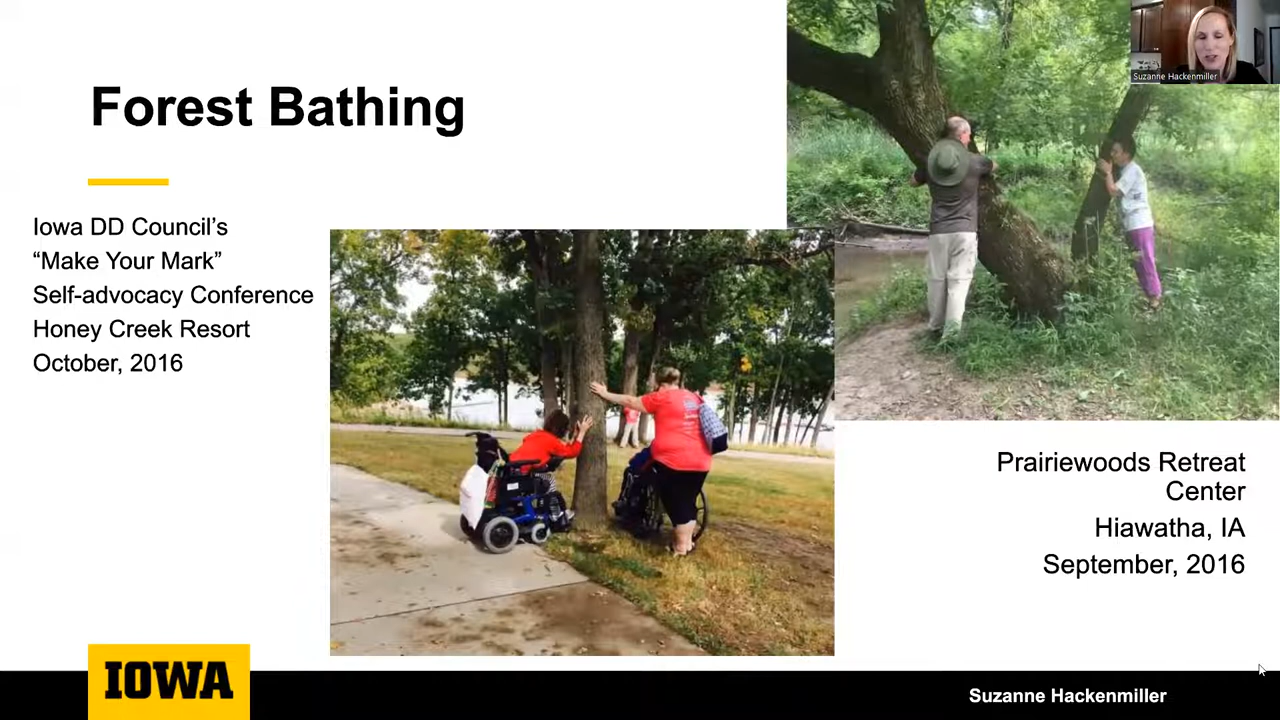 Forest Bathing
Iowa DD Council’s
“Make Your Mark”
Self-advocacy Conference
Honey Creek Resort
October, 2016
Suzanne Hackenmiller
Prairiewoods Retreat
Center
Hiawatha, IA
September, 2016
IOWA
Suzanne Hackenmiller